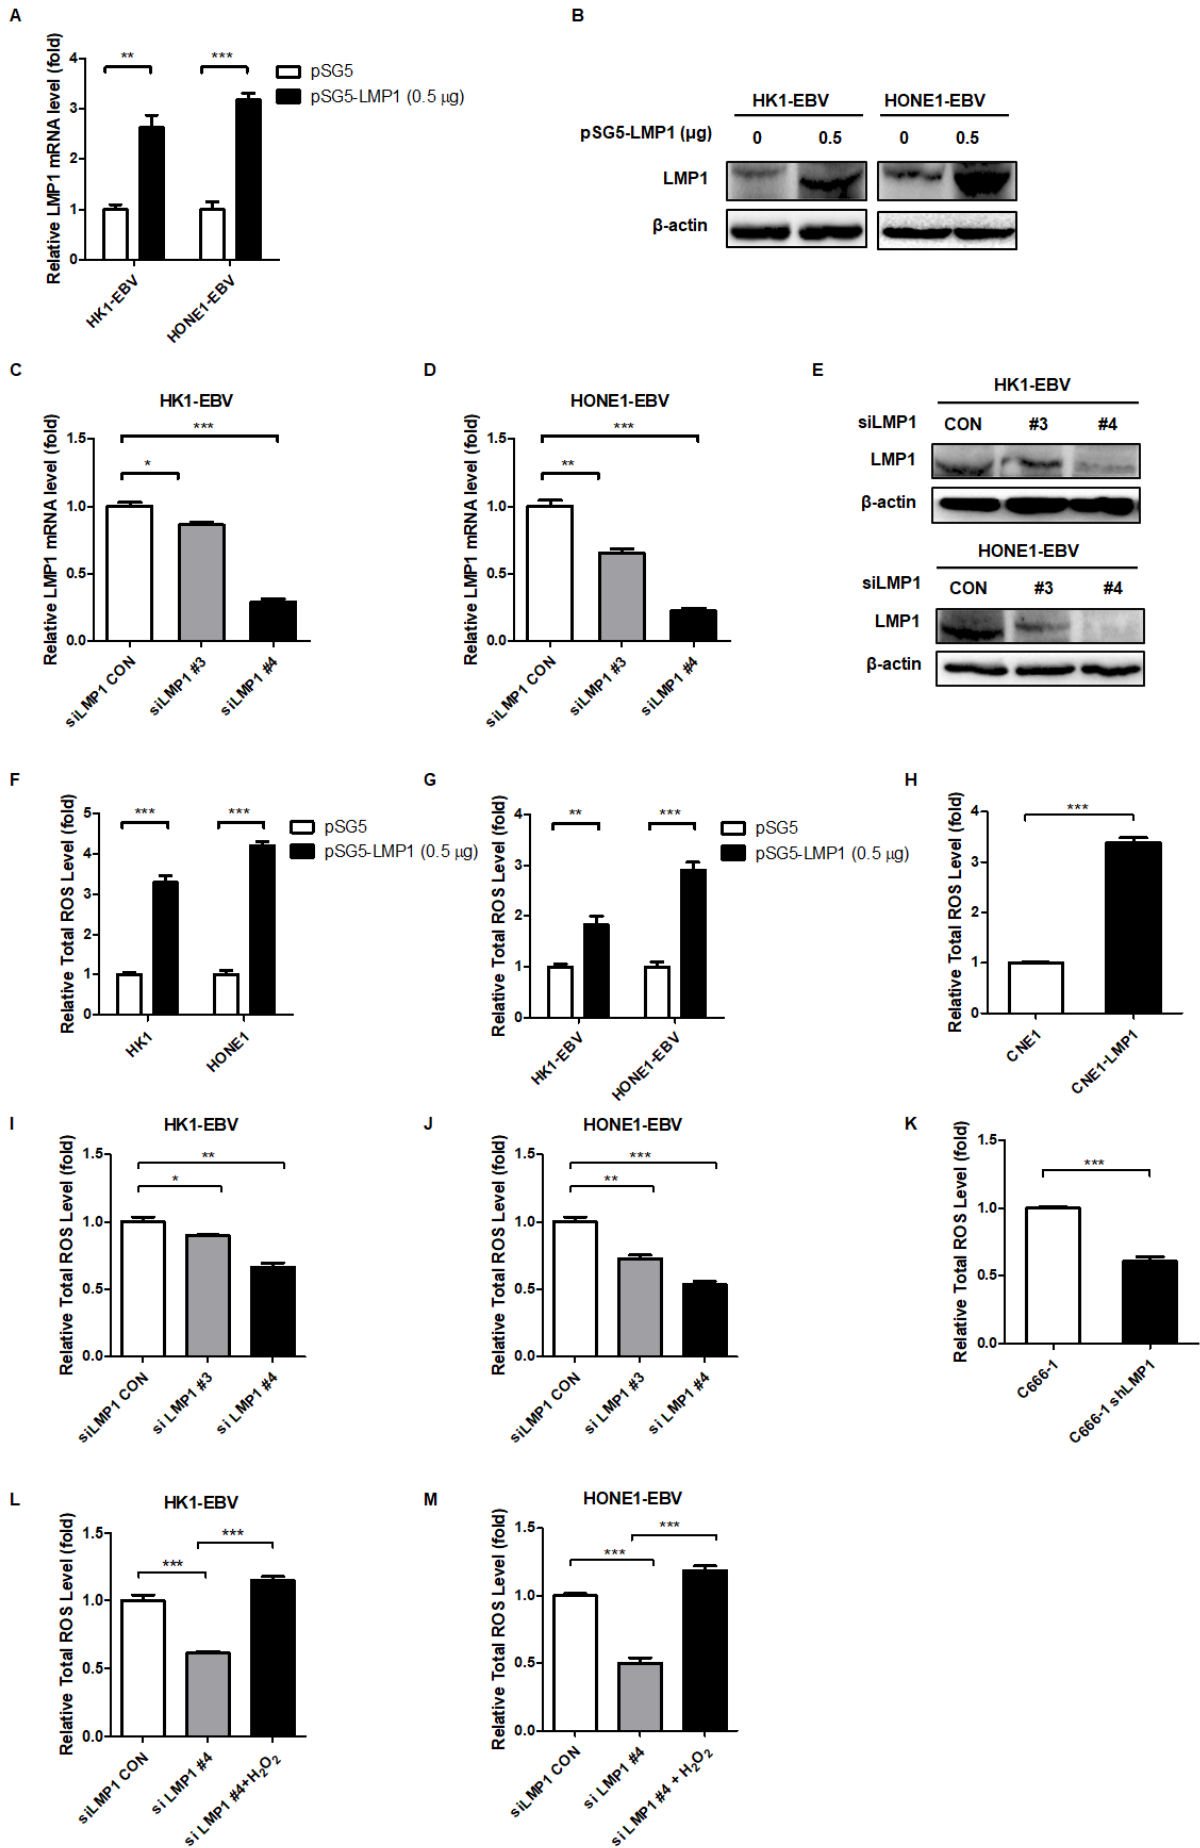 A
Relative LMP1 mRNA level (fold)
4
3
2
1
0
** ***
pSG5
pSG5-LMP1 (0.5 µg)
HK1-EBV
HONE1-EBV
B
HK1-EBV HONE1-EBV
pSG5-LMP1 (µg) 0 0.5 0 0.5
LMP1
β-actin
C
HK1-EBV
Relative LMP1 mRNA level (fold)
1.5
1.0
0.5
0.0
***
*
siLMP1 CON
siLMP1 #3
siLMP1 #4
D
HONE1-EBV
Relative LMP1 mRNA level (fold)
1.5
1.0
0.5
0.0
***
**
siLMP1 CON
siLMP1 #3
siLMP1 #4
E
HK1-EBV
siLMP1 CON #3 #4
LMP1
β-actin
HONE1-EBV
siLMP1 CON #3 #4
LMP1
β-actin
F
Relative Total ROS Level (fold)
5
4
3
2
1
0
*** ***
pSG5
pSG5-LMP1 (0.5 µg)
HK1
HONE1
G
Relative Total ROS Level (fold)
4
3
2
1
0
** ***
pSG5
pSG5-LMP1 (0.5 µg)
HK1-EBV
HONE1-EBV
H
Relative Total ROS Level (fold)
4
3
2
1
0
***
CNE1
CNE1-LMP1
I
HK1-EBV
Relative Total ROS Level (fold)
1.5
1.0
0.5
0.0
**
*
siLMP1 CON
si LMP1 #3
si LMP1 #4
J
HONE1-EBV
Relative Total ROS Level (fold)
1.5
1.0
0.5
0.0
***
**
siLMP1 CON
si LMP1 #3
si LMP1 #4
K
Relative Total ROS Level (fold)
1.5
1.0
0.5
0.0
***
C666-1
C666-1 shLMP1
L
HK1-EBV
Relative Total ROS Level (fold)
1.5
1.0
0.5
0.0
***
***
siLMP1 CON
si LMP1 #4
si LMP1 #4+H₂O₂
M
HONE1-EBV
Relative Total ROS Level (fold)
1.5
1.0
0.5
0.0
***
***
siLMP1 CON
si LMP1 #4
si LMP1 #4 + H₂O₂